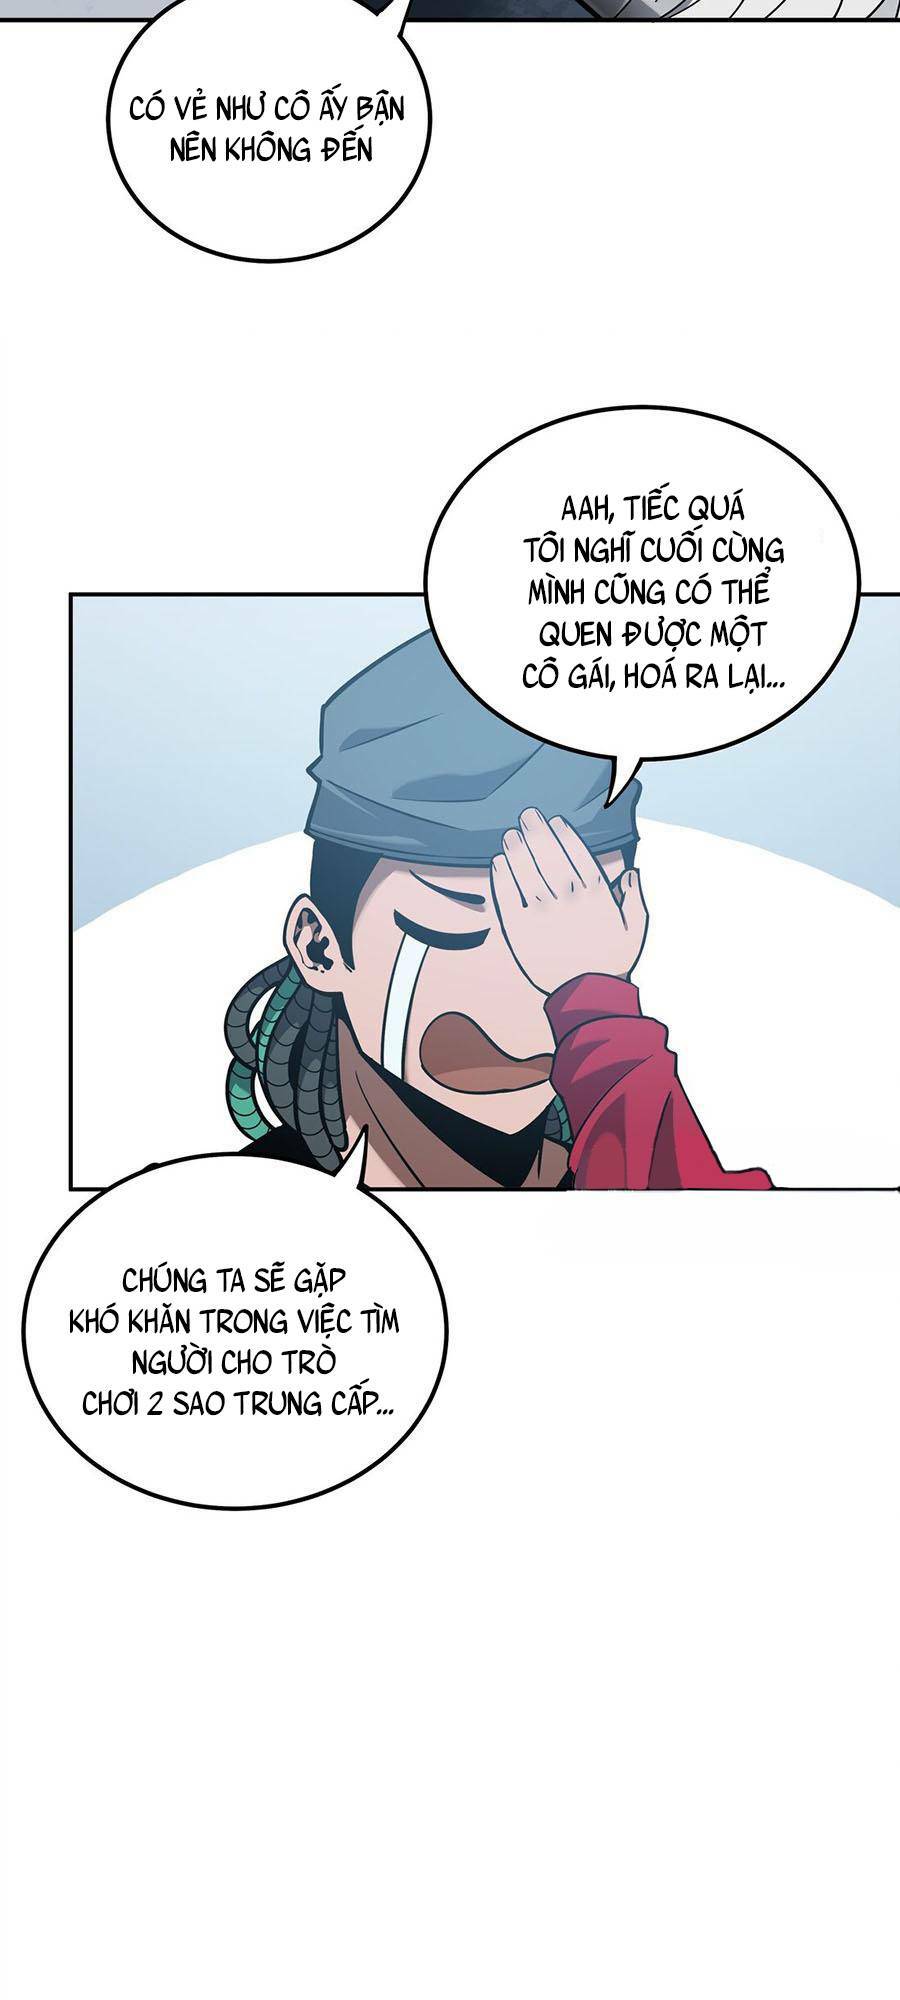 CÓ VẺ NHƯ CÔ ẤY BẬN
NÊN KHÔNG ĐẾN
AAH, TIẾC QUÁ
TÔI NGHĨ CUỐI CÙNG
MÌNH CŨNG CÓ THỂ
QUEN ĐƯỢC MỘT
CÔ GÁI, HOÁ RA LẠI...
CHÚNG TA SẼ GẶP
KHÓ KHĂN TRONG VIỆC TÌM
NGƯỜI CHO TRÒ
CHƠI 2 SAO TRUNG CẤP...